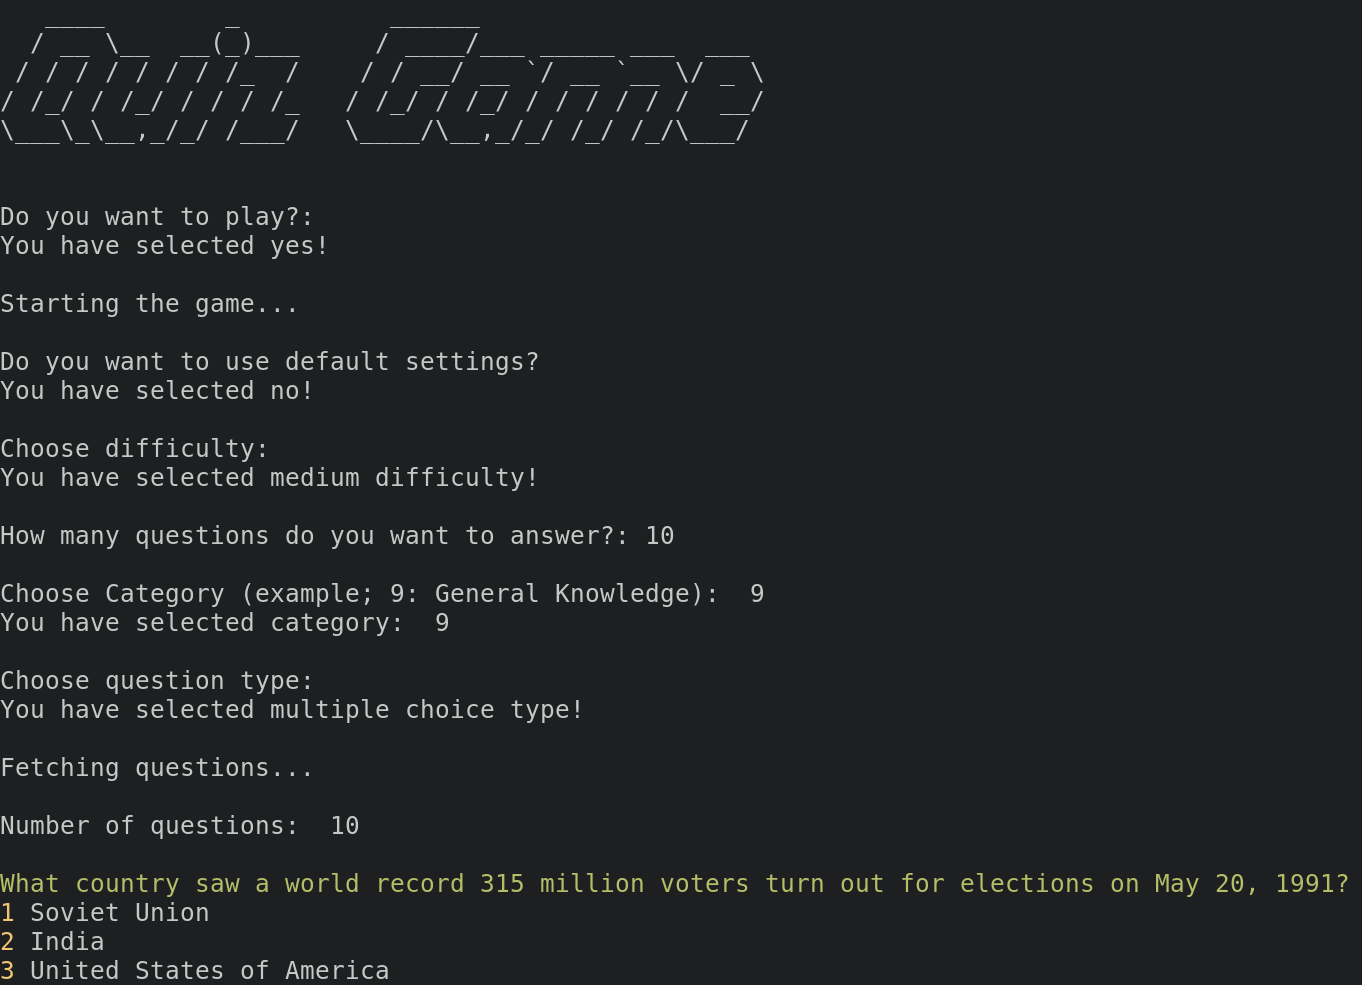 Quiz Game
Do you want to play?:
You have selected yes!
Starting the game...
Do you want to use default settings?
You have selected no!
Choose difficulty:
You have selected medium difficulty!
How many questions do you want to answer?: 10
Choose Category (example; 9: General Knowledge):  9
You have selected category:  9
Choose question type:
You have selected multiple choice type!
Fetching questions...
Number of questions:  10
What country saw a world record 315 million voters turn out for elections on May 20, 1991?
1 Soviet Union
2 India
3 United States of America